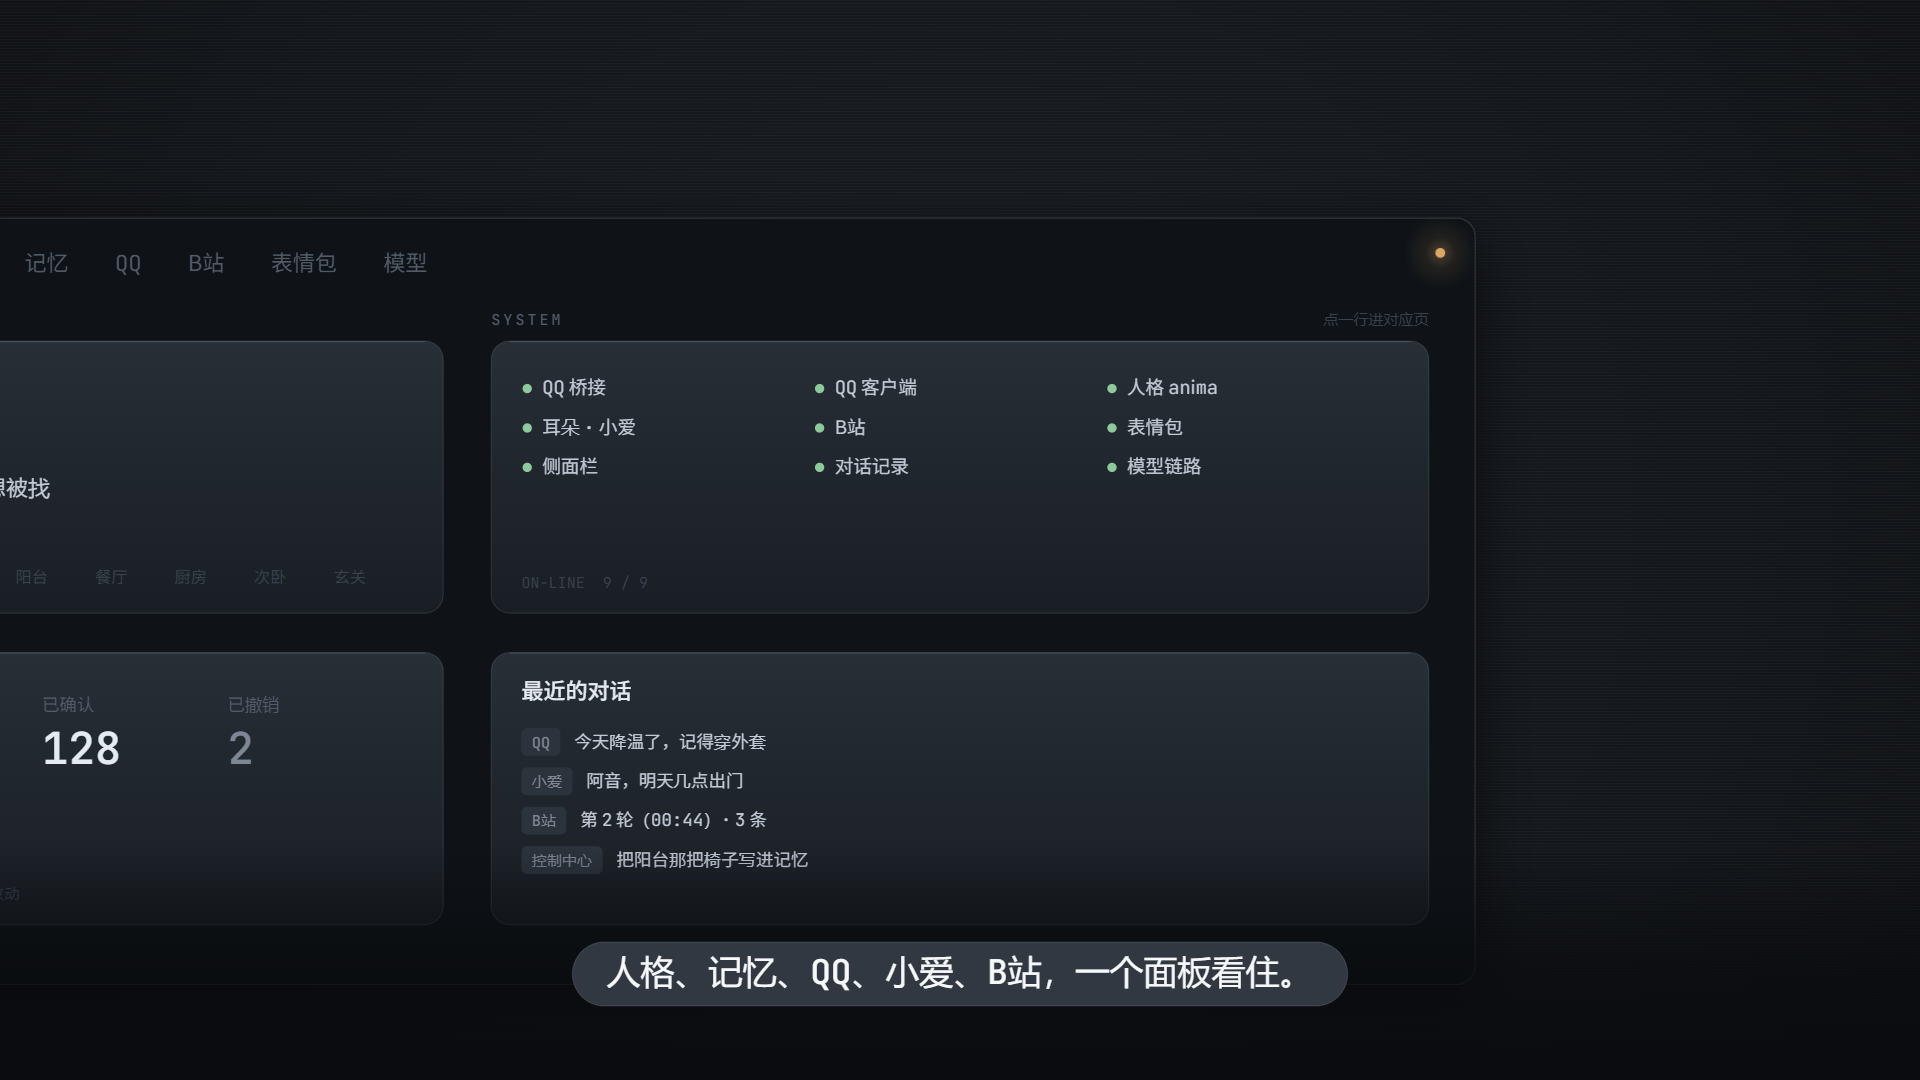 记忆 QQ B站 表情包 模型
SYSTEM 点一行进对应页
QQ 桥接 QQ 客户端 人格 anima
耳朵·小爱 B站 表情包
侧面栏 对话记录 模型链路
被找
阳台 餐厅 厨房 次卧 玄关
ON-LINE 9 / 9
已确认 已撤销
128 2
动
最近的对话
QQ 今天降温了，记得穿外套
小爱 阿音，明天几点出门
B站 第 2 轮（00:44）· 3 条
控制中心 把阳台那把椅子写进记忆
人格、记忆、QQ、小爱、B站，一个面板看住。